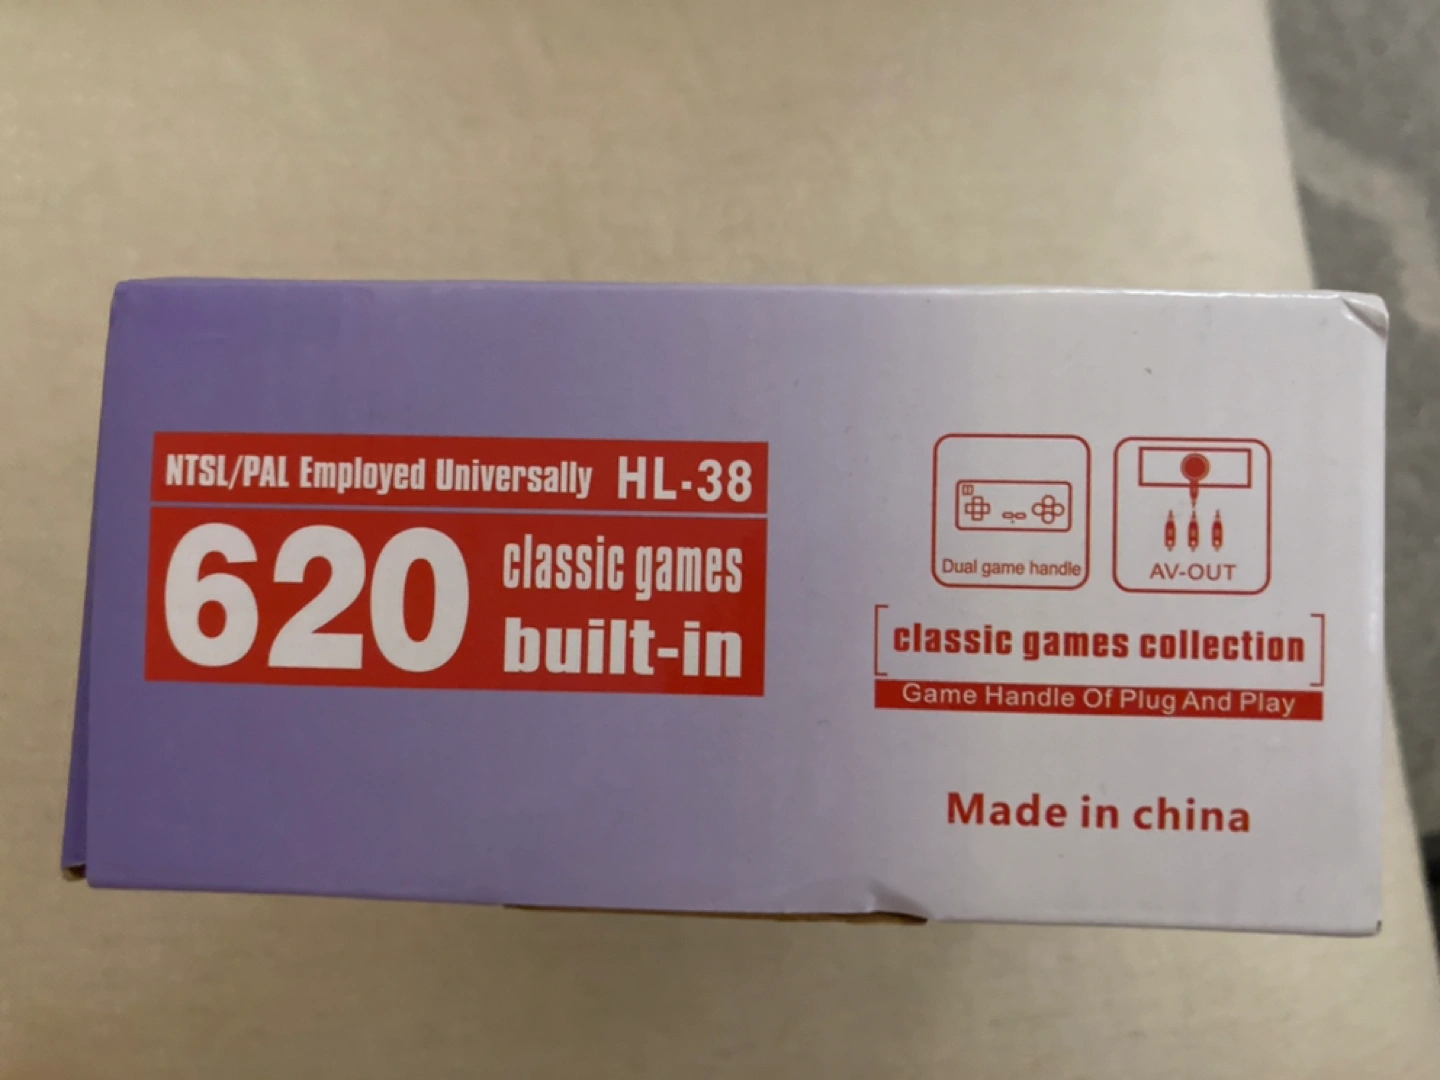 NTSL/PAL Employed Universally HL-38
620 classic games
built-in
Dual game handle
AV-OUT
classic games collection
Game Handle Of Plug And Play
Made in china